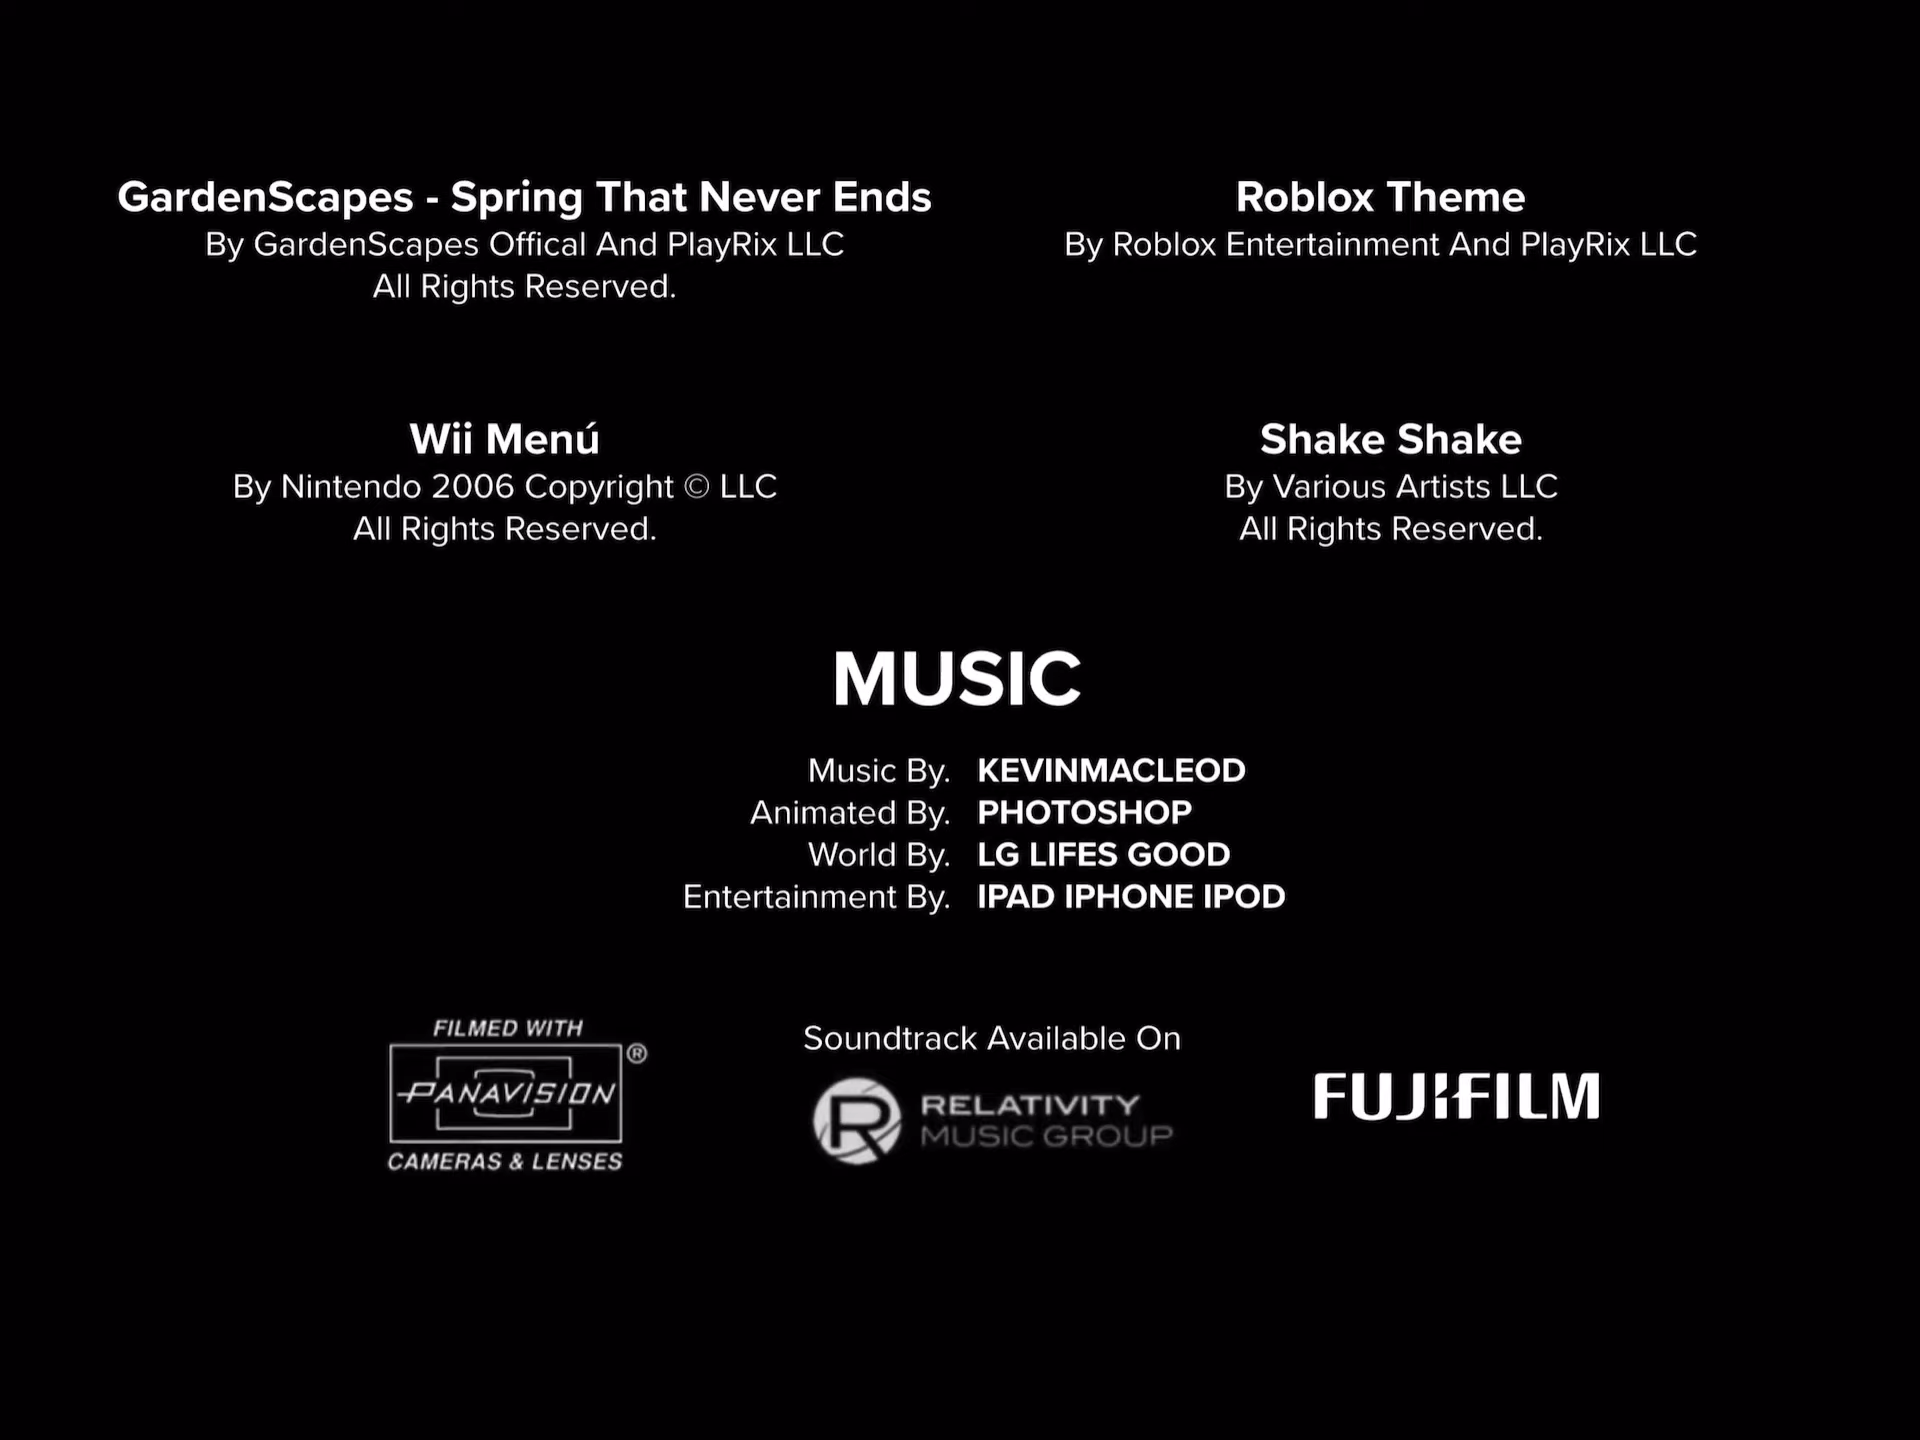 GardenScapes - Spring That Never Ends
By GardenScapes Offical And PlayRix LLC
All Rights Reserved.
Roblox Theme
By Roblox Entertainment And PlayRix LLC
Wii Menú
By Nintendo 2006 Copyright © LLC
All Rights Reserved.
Shake Shake
By Various Artists LLC
All Rights Reserved.
MUSIC
Music By. KEVINMACLEOD
Animated By. PHOTOSHOP
World By. LG LIFES GOOD
Entertainment By. IPAD IPHONE IPOD
FILMED WITH
PANAVISION ®
CAMERAS & LENSES
Soundtrack Available On
R RELATIVITY
MUSIC GROUP
FUJIFILM